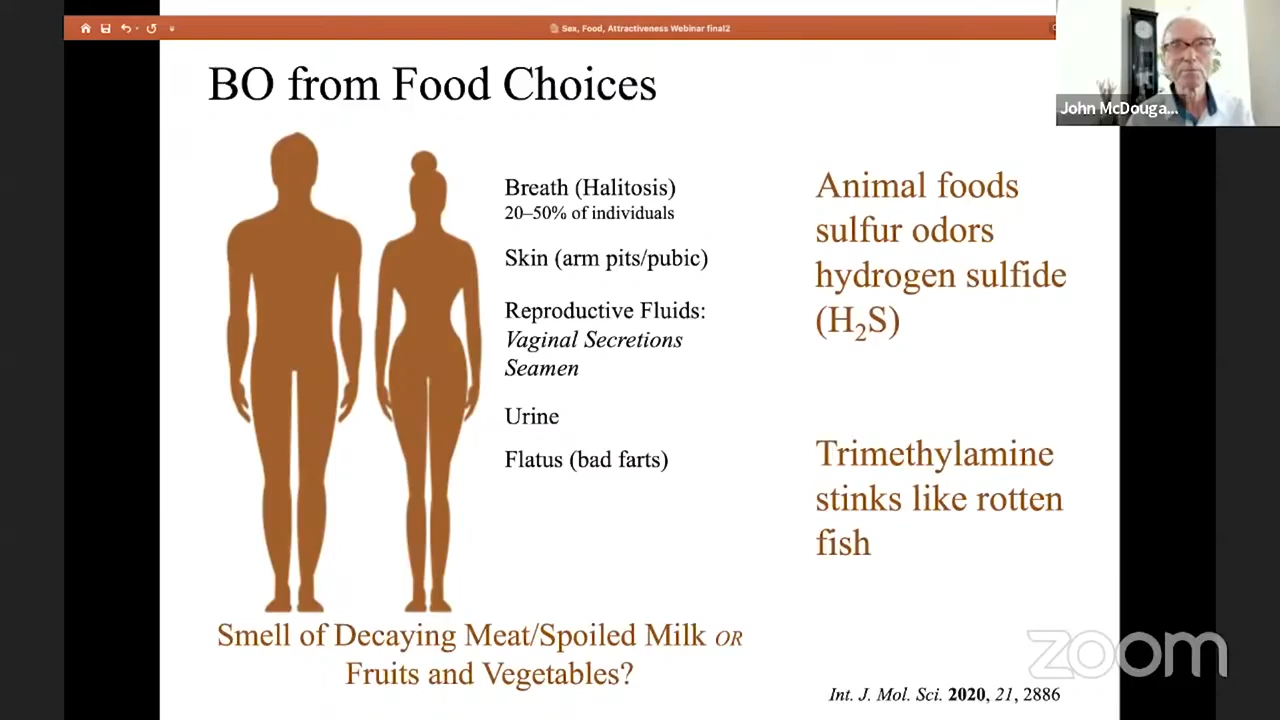 Sex, Food, Attractiveness Webinar final2
John McDouga...
BO from Food Choices
Breath (Halitosis)
20–50% of individuals
Skin (arm pits/pubic)
Reproductive Fluids:
Vaginal Secretions
Seamen
Urine
Flatus (bad farts)
Animal foods
sulfur odors
hydrogen sulfide
(H₂S)
Trimethylamine
stinks like rotten
fish
Smell of Decaying Meat/Spoiled Milk OR
Fruits and Vegetables?
zoom
Int. J. Mol. Sci. 2020, 21, 2886